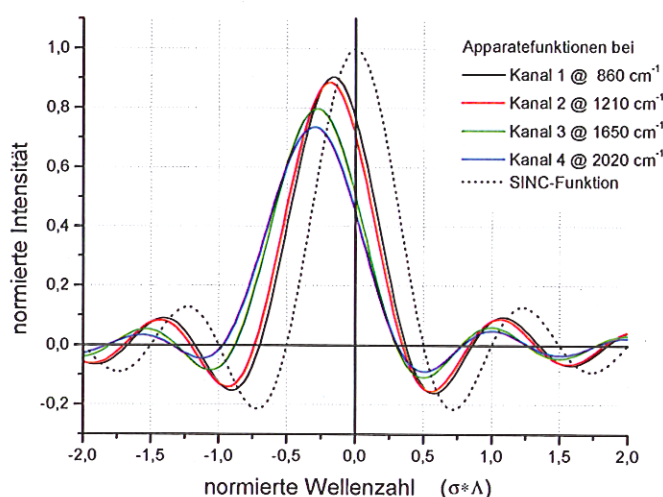 Apparatefunktionen bei
Kanal 1 @ 860 cm⁻¹
Kanal 2 @ 1210 cm⁻¹
Kanal 3 @ 1650 cm⁻¹
Kanal 4 @ 2020 cm⁻¹
SINC-Funktion
normierte Intensität
1,0
0,8
0,6
0,4
0,2
0,0
-0,2
-2,0 -1,5 -1,0 -0,5 0,0 0,5 1,0 1,5 2,0
normierte Wellenzahl (σ*Λ)